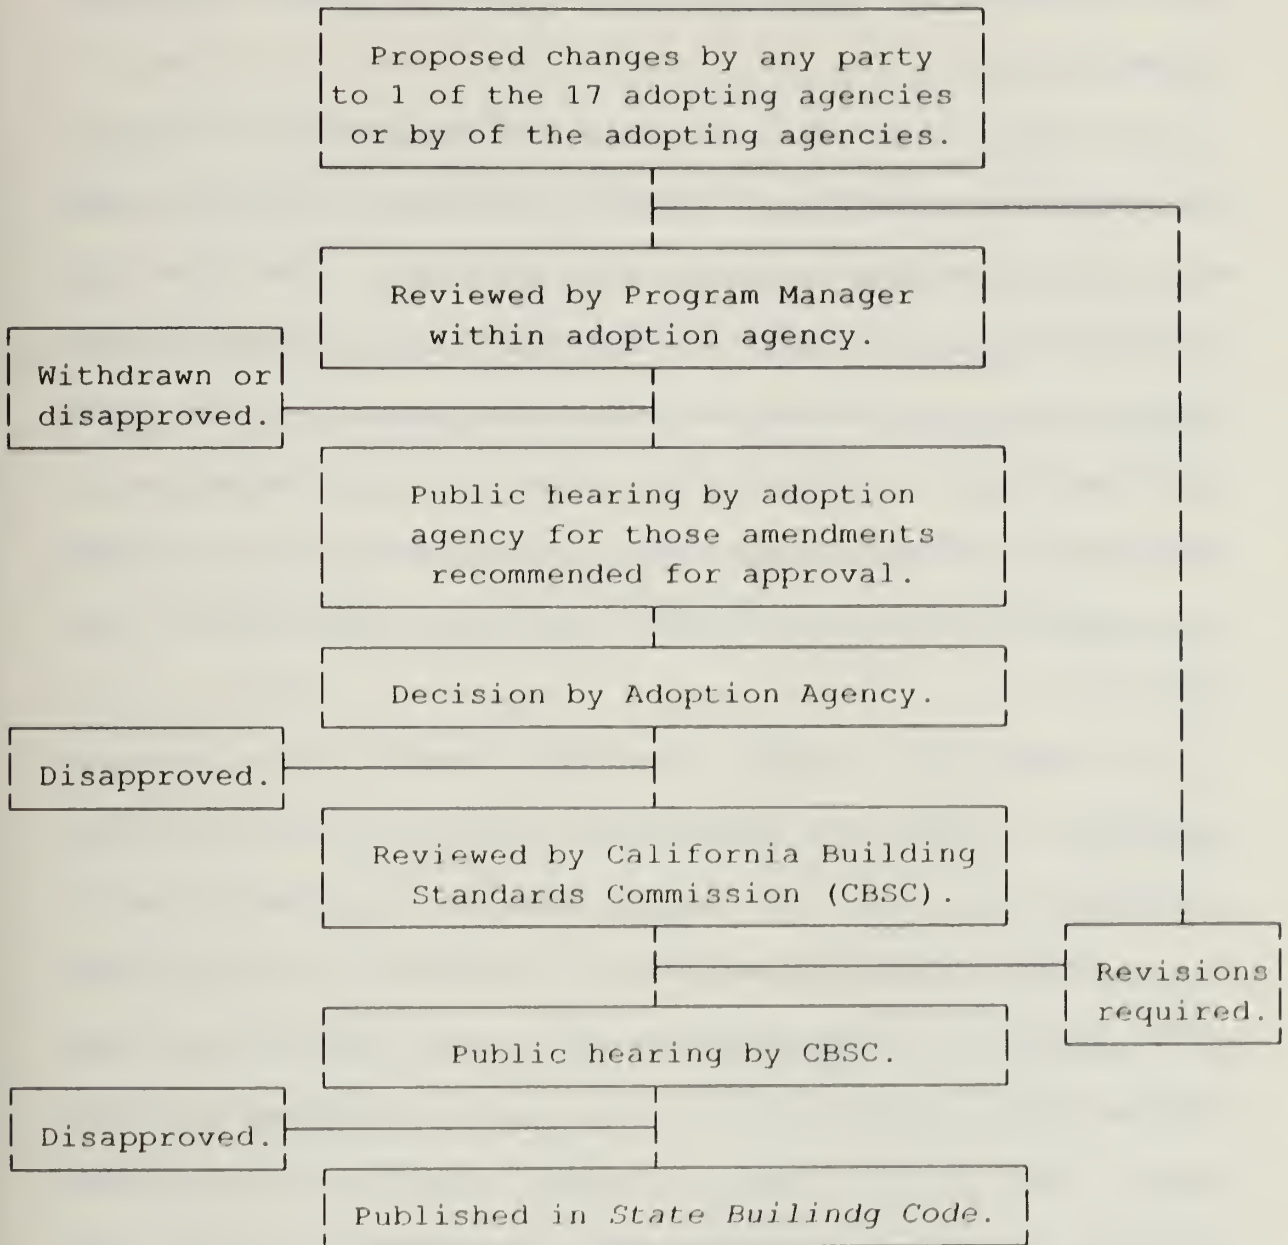 Proposed changes by any party
to 1 of the 17 adopting agencies
or by of the adopting agencies.
Reviewed by Program Manager
within adoption agency.
Withdrawn or
disapproved.
Public hearing by adoption
agency for those amendments
recommended for approval.
Decision by Adoption Agency.
Disapproved.
Reviewed by California Building
Standards Commission (CBSC).
Revisions
required.
Public hearing by CBSC.
Disapproved.
Published in State Builindg Code.